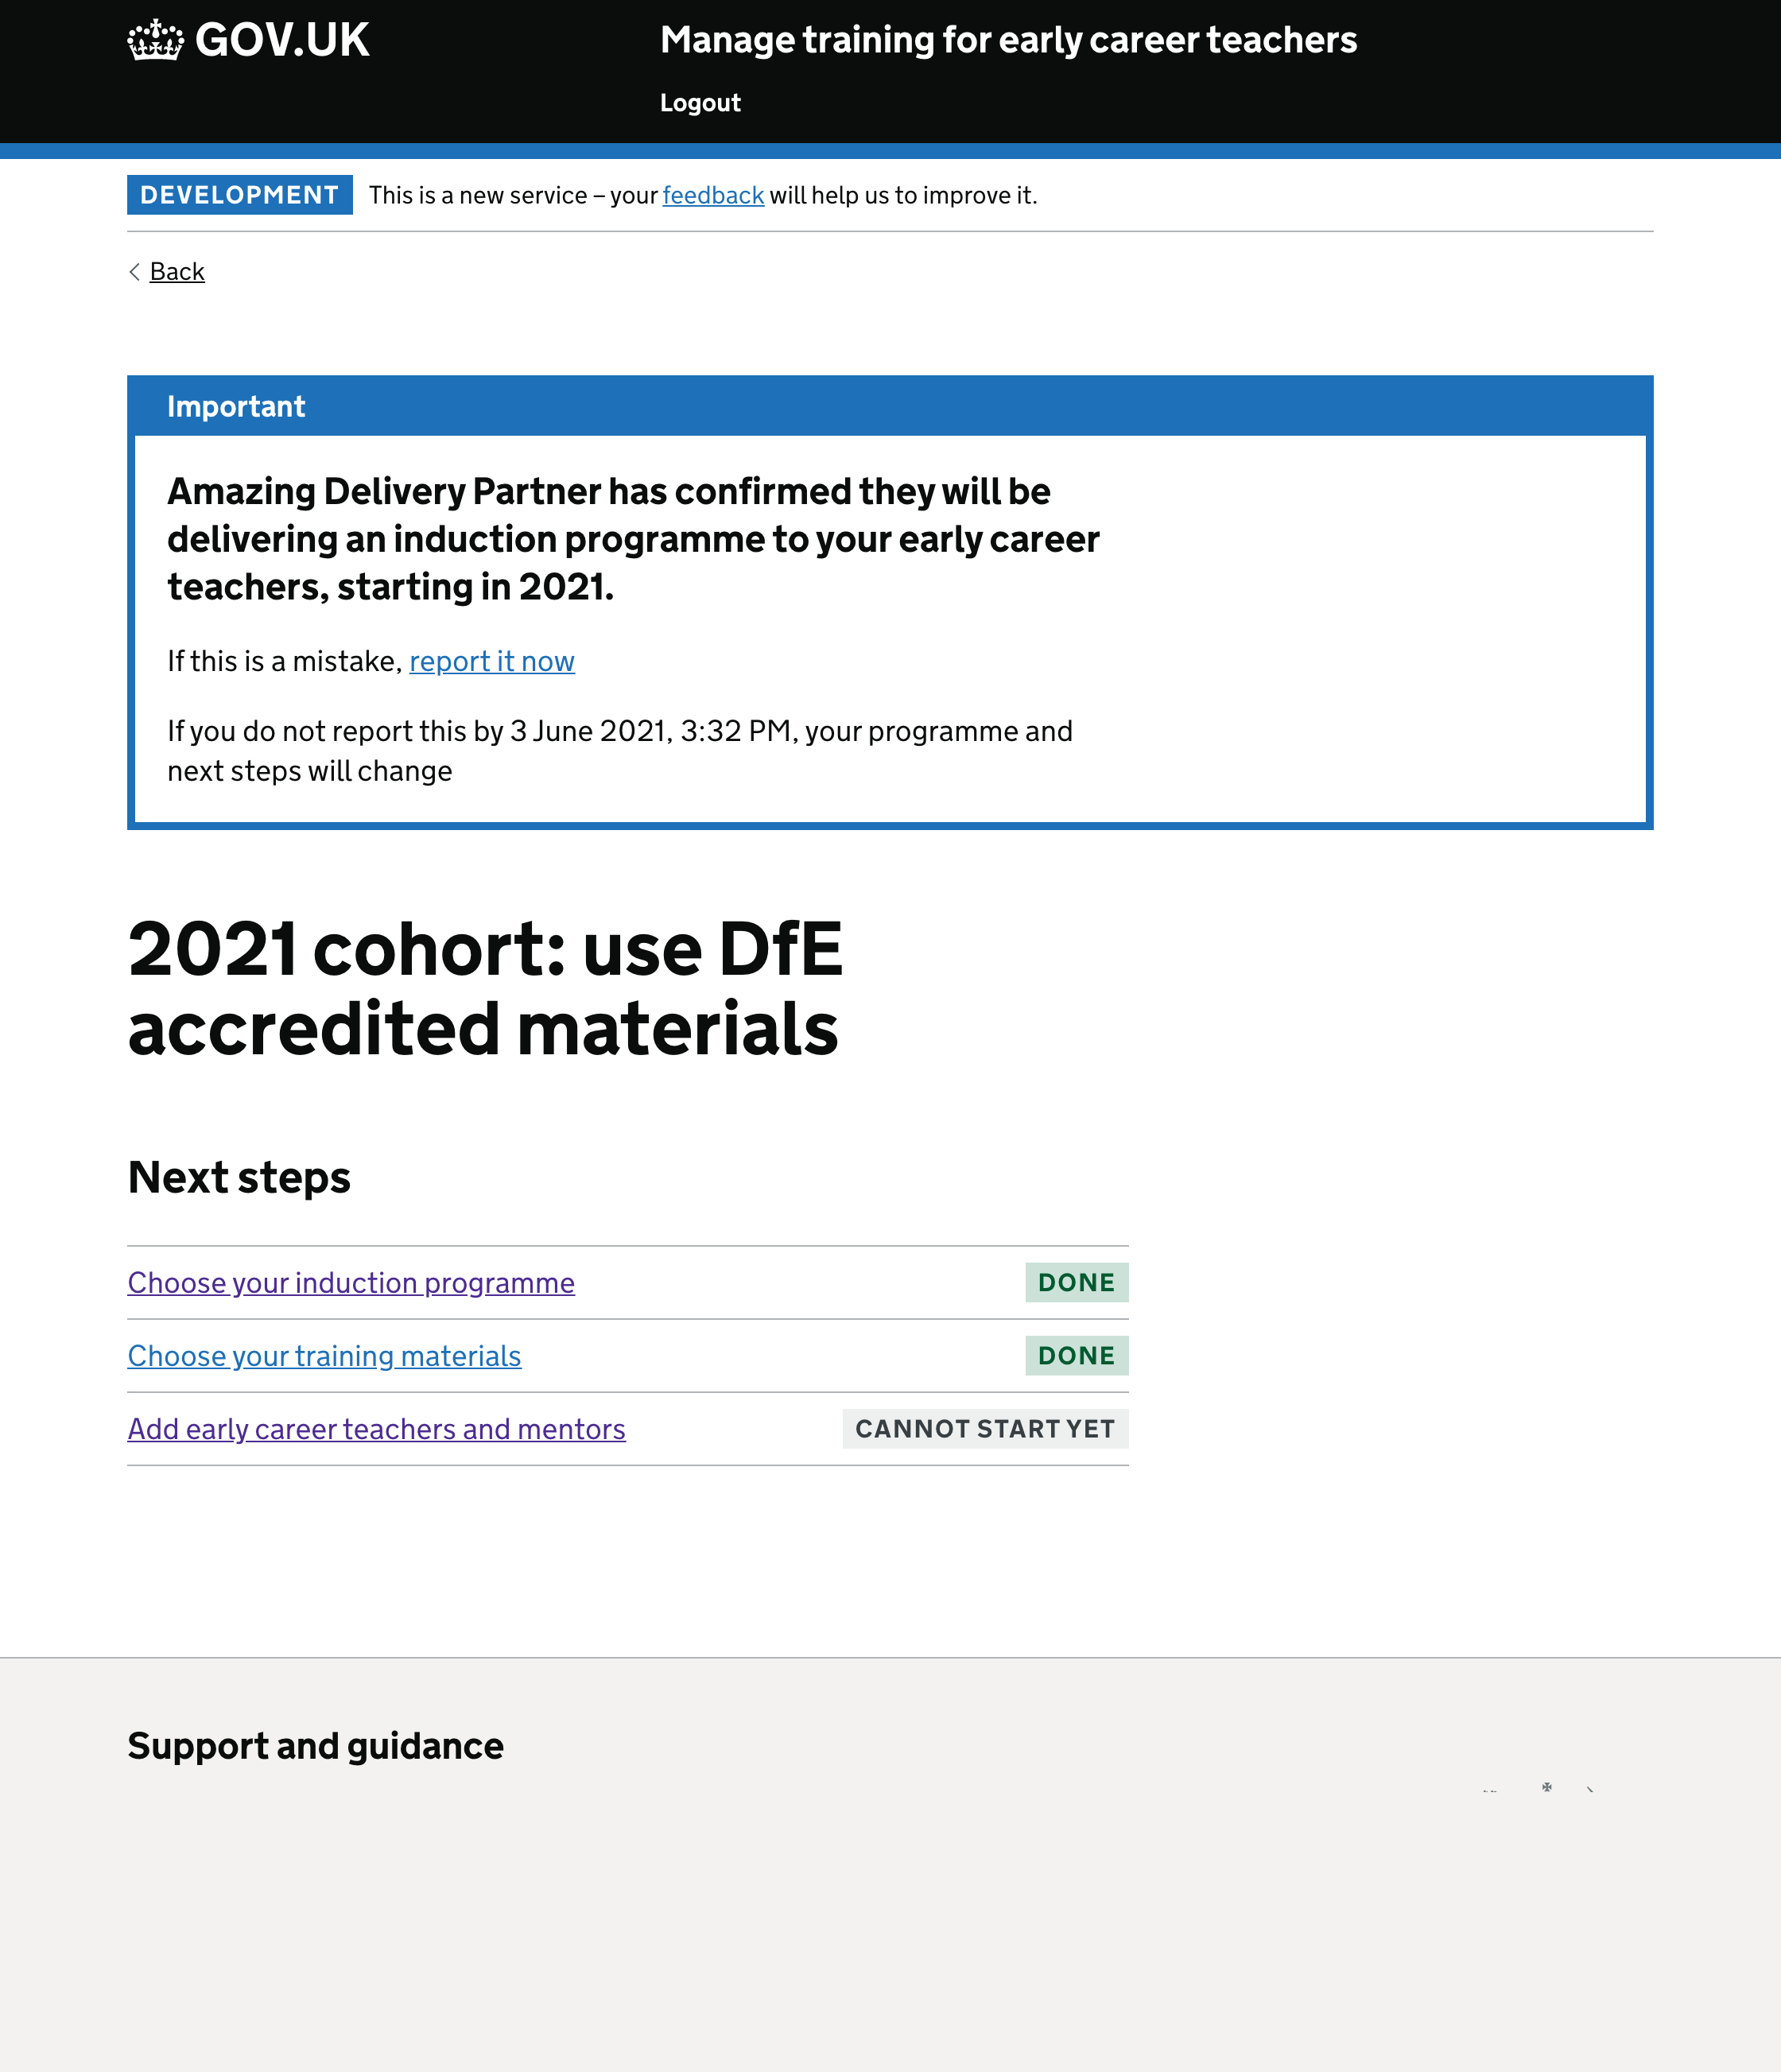 GOV.UK
Manage training for early career teachers
Logout
DEVELOPMENT This is a new service – your feedback will help us to improve it.
Back
Important
Amazing Delivery Partner has confirmed they will be
delivering an induction programme to your early career
teachers, starting in 2021.
If this is a mistake, report it now
If you do not report this by 3 June 2021, 3:32 PM, your programme and
next steps will change
2021 cohort: use DfE
accredited materials
Next steps
Choose your induction programme DONE
Choose your training materials DONE
Add early career teachers and mentors CANNOT START YET
Support and guidance